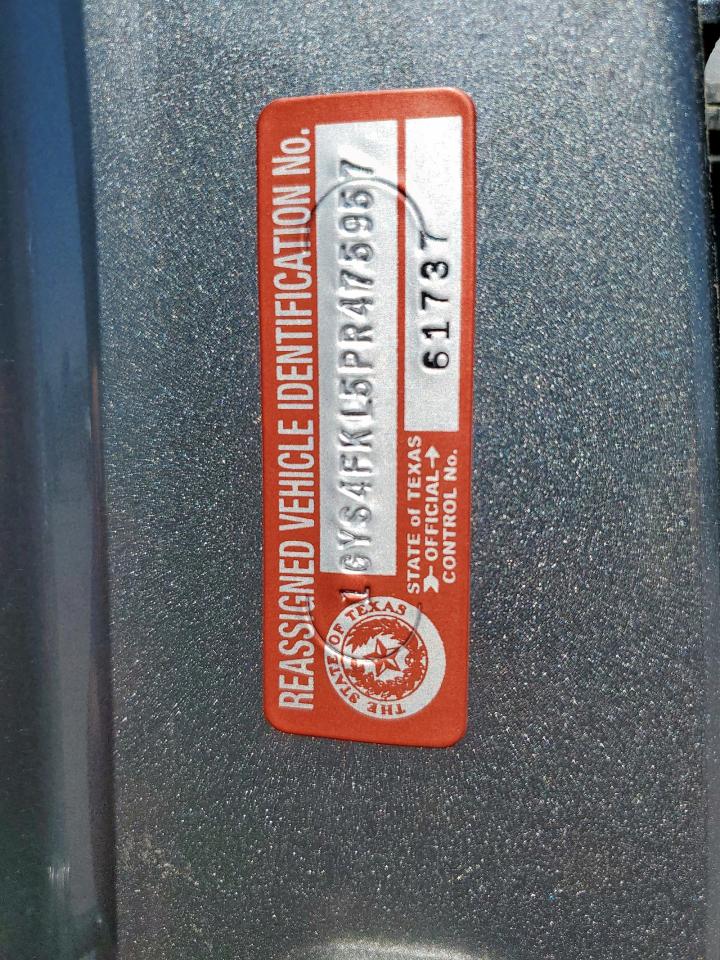 REASSIGNED VEHICLE IDENTIFICATION No.
1GYS4FKL5PR475957
THE STATE OF TEXAS
STATE of TEXAS
OFFICIAL
CONTROL No.
61737